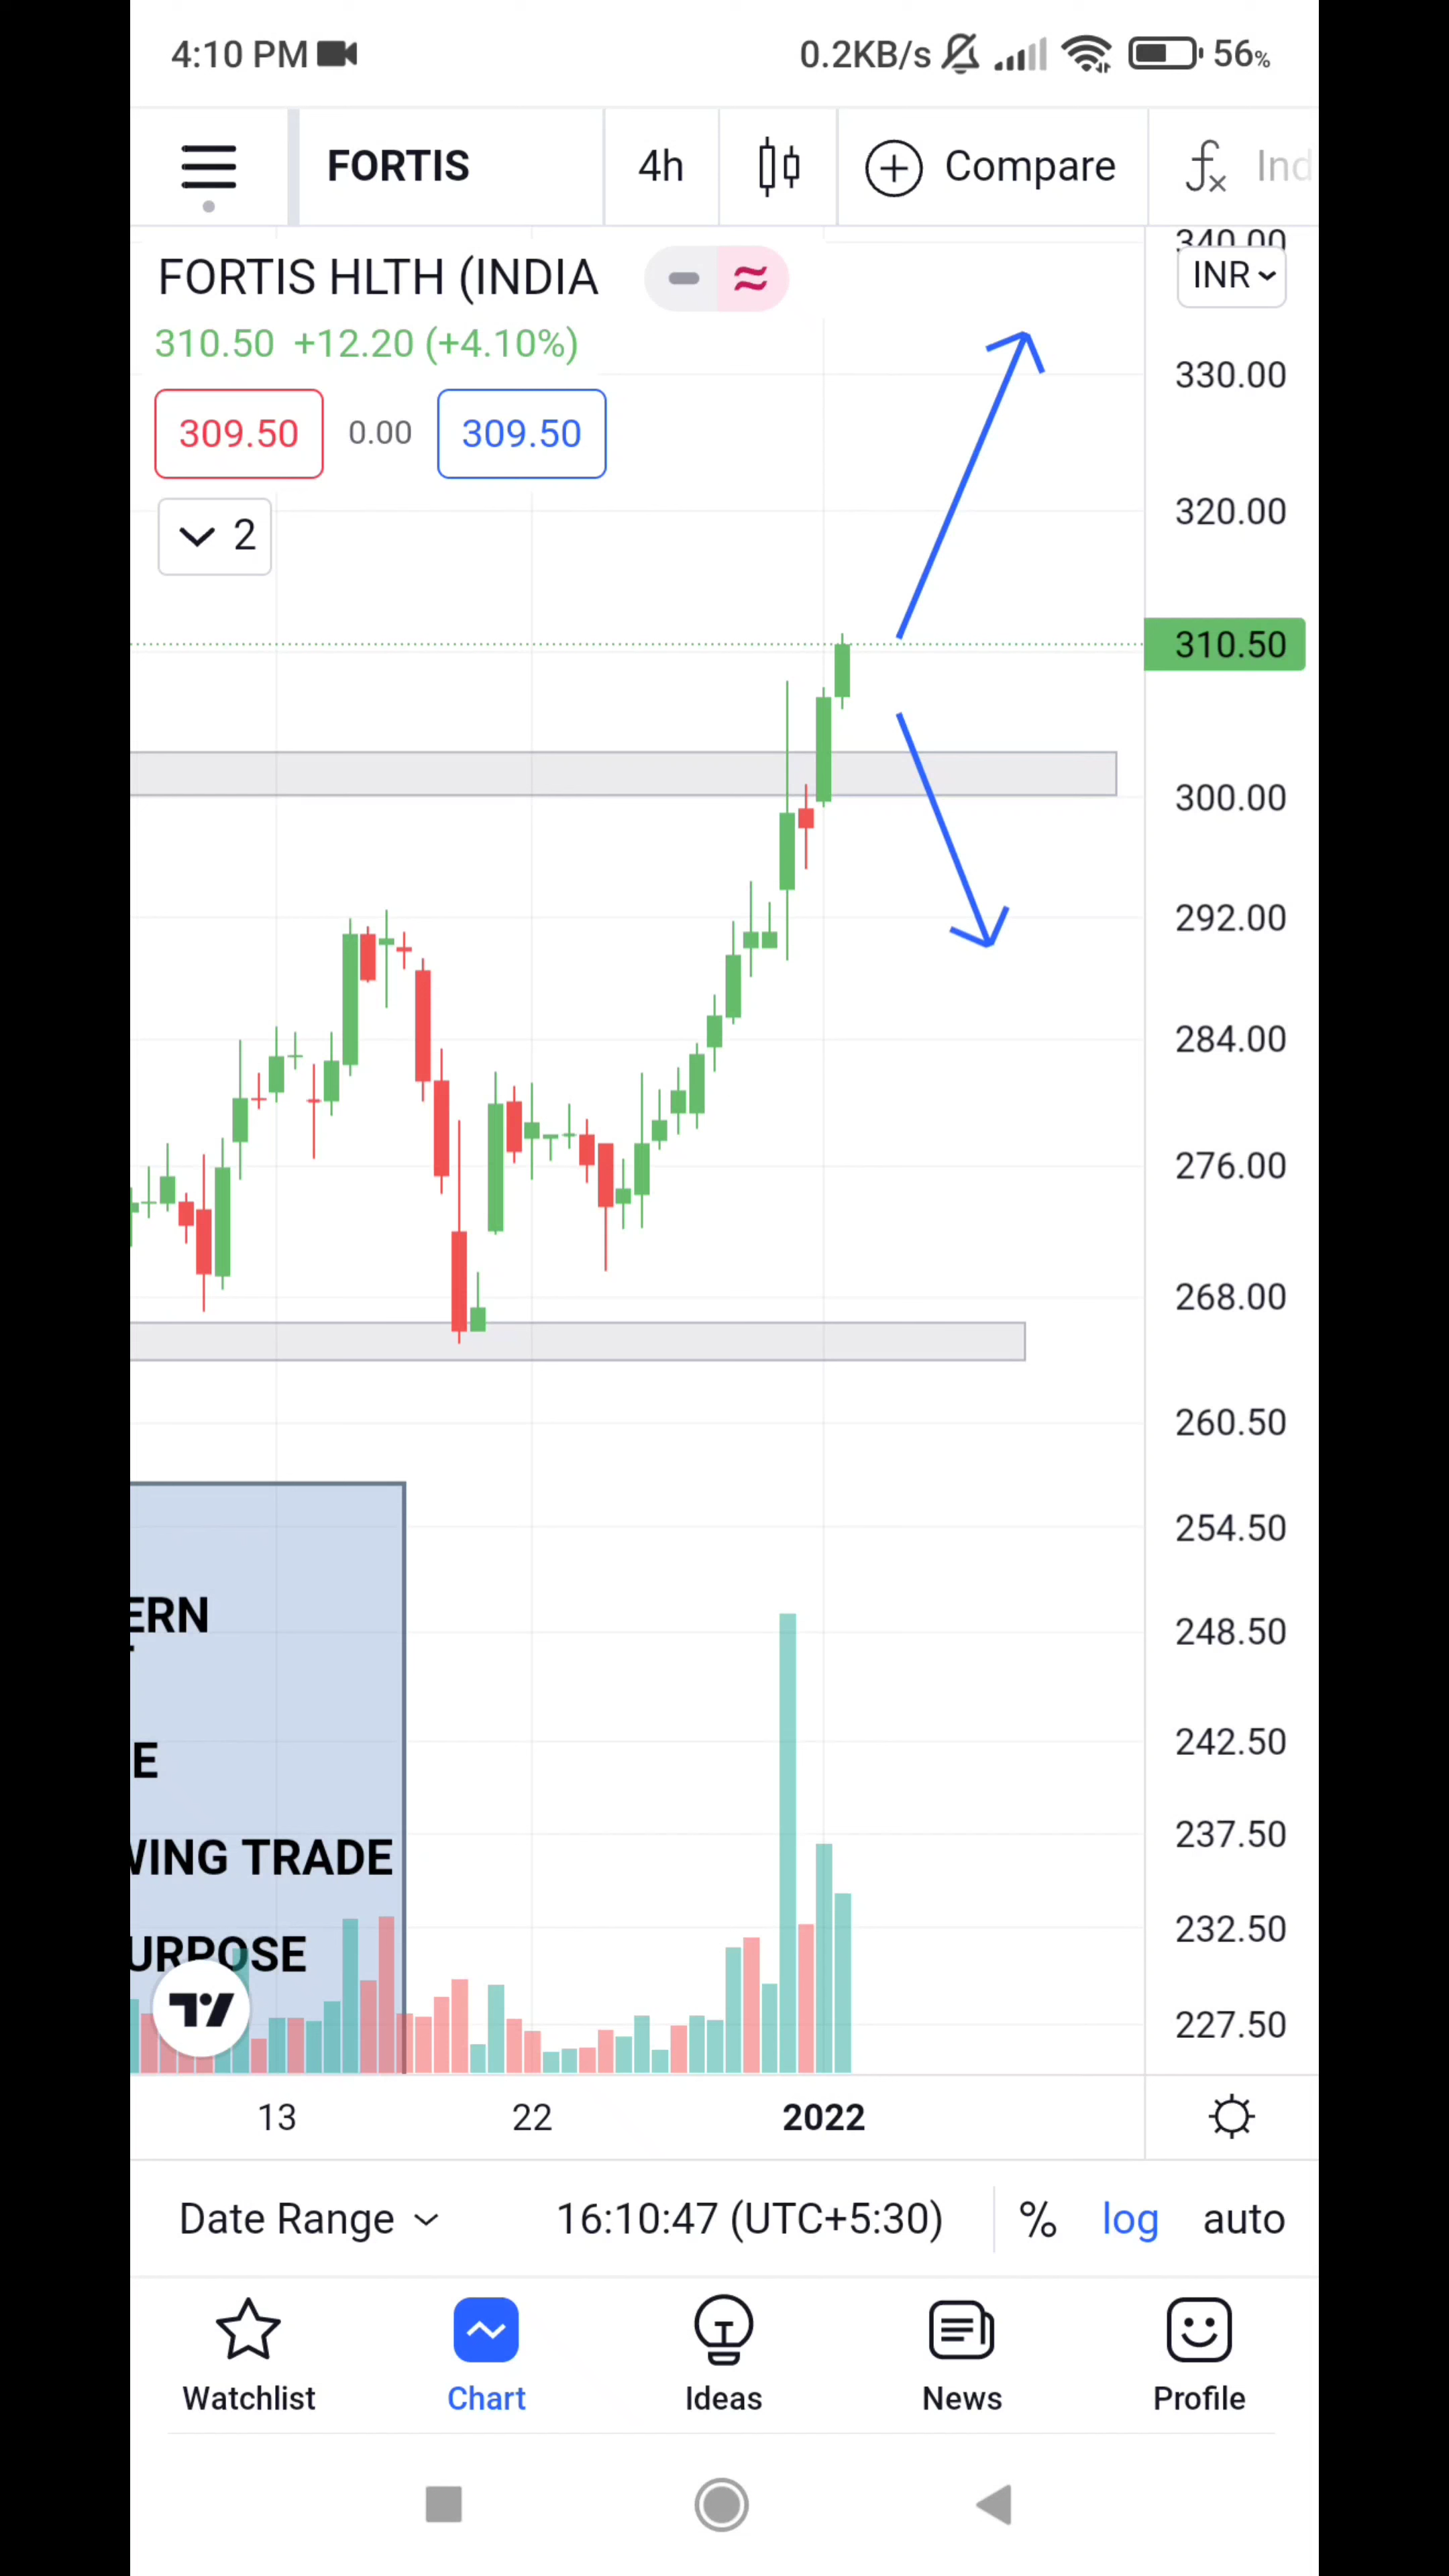 4:10 PM 0.2KB/s 56%
FORTIS 4h Compare Ind
FORTIS HLTH (INDIA
310.50 +12.20 (+4.10%)
309.50 0.00 309.50
2
340.00
INR
330.00
320.00
310.50
300.00
292.00
284.00
276.00
268.00
260.50
254.50
248.50
242.50
237.50
232.50
227.50
ERN
E
WING TRADE
URPOSE
13 22 2022
Date Range 16:10:47 (UTC+5:30) % log auto
Watchlist Chart Ideas News Profile